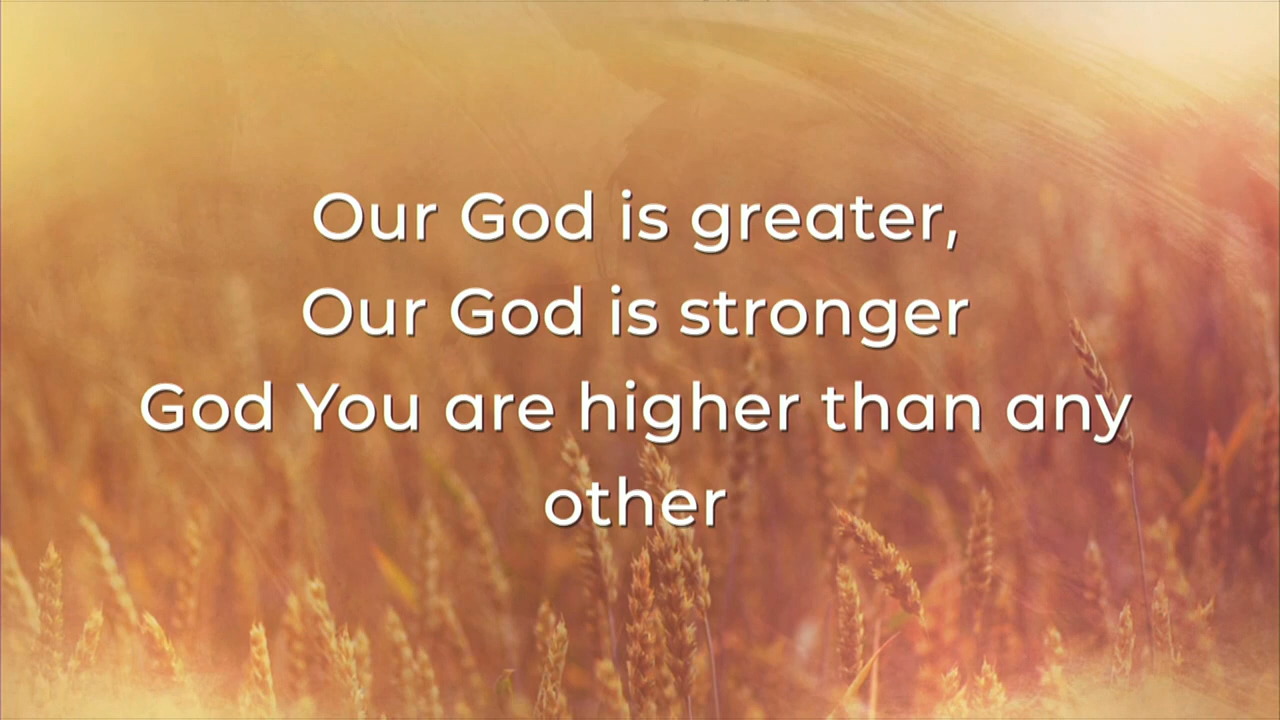 Our God is greater,
Our God is stronger
God You are higher than any
other